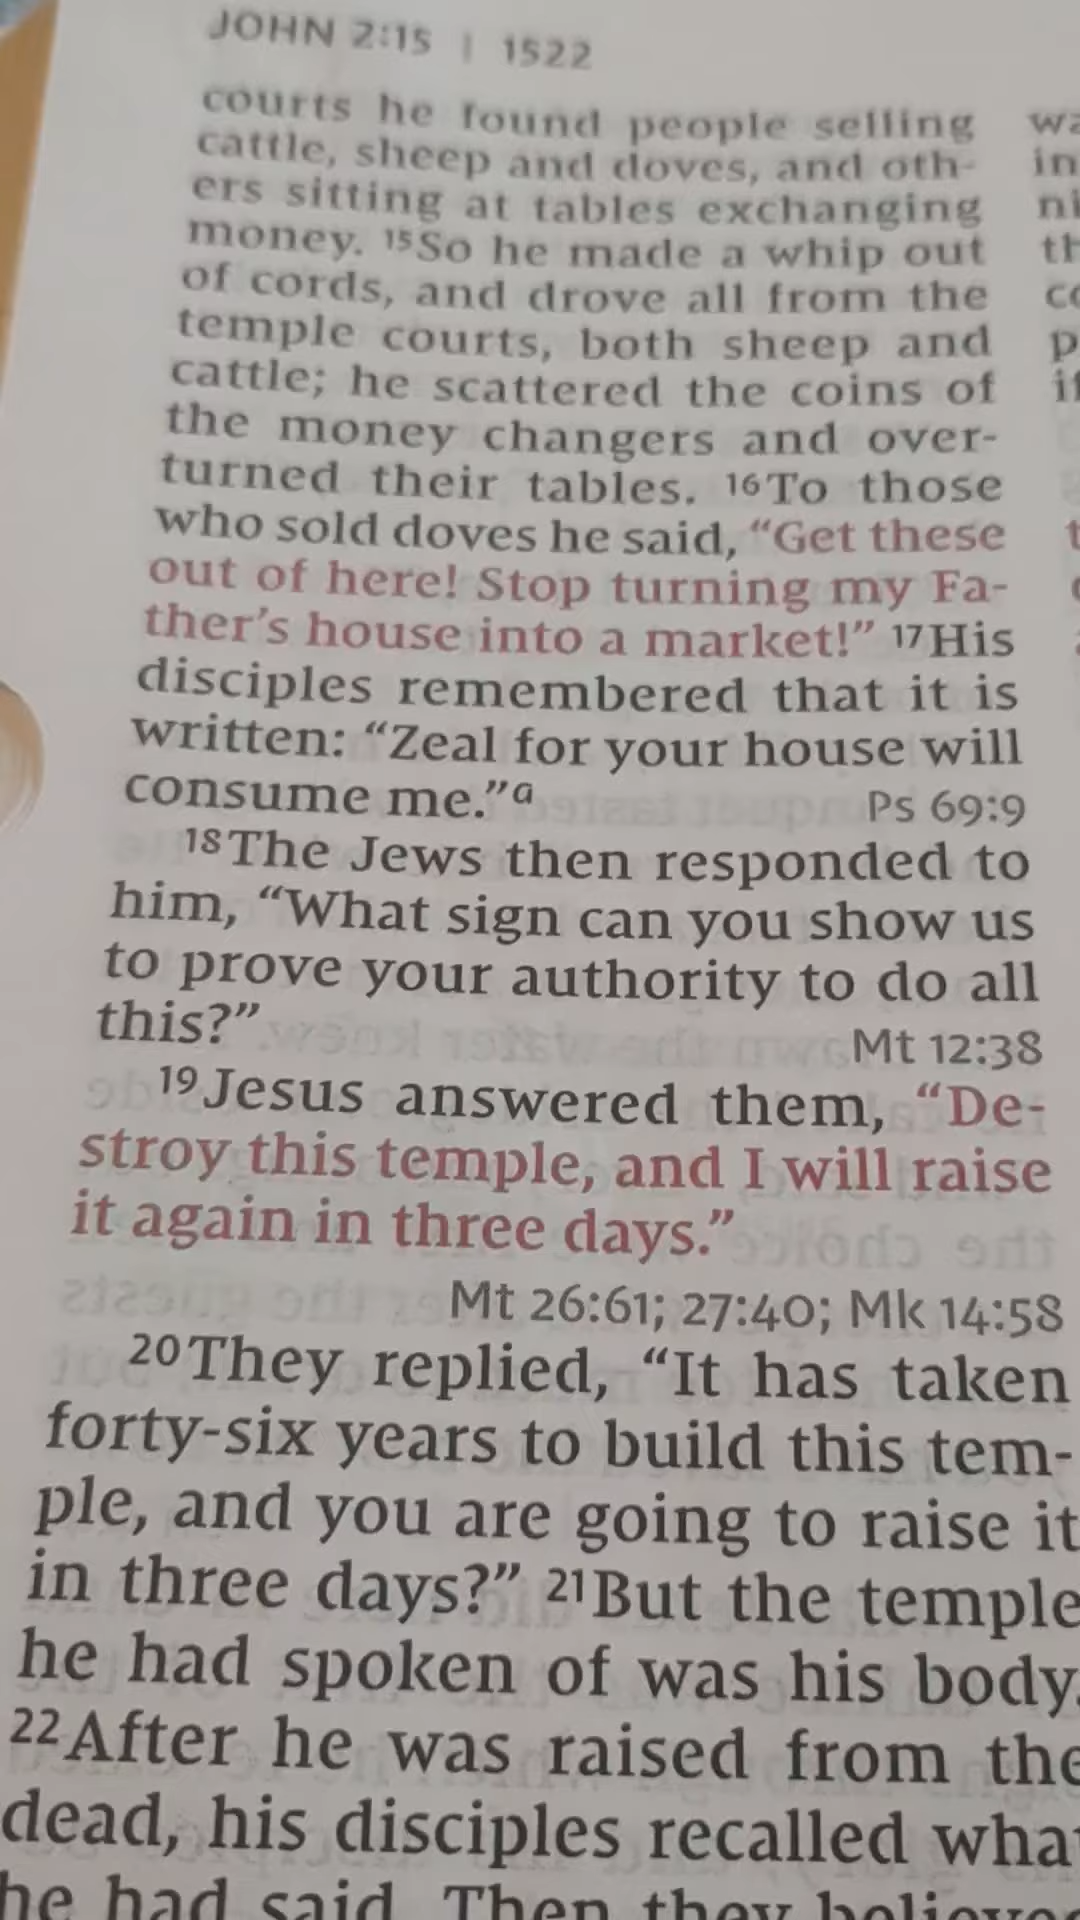 JOHN 2:15 | 1522
courts he found people selling
cattle, sheep and doves, and oth-
ers sitting at tables exchanging
money. 15So he made a whip out
of cords, and drove all from the
temple courts, both sheep and
cattle; he scattered the coins of
the money changers and over-
turned their tables. 16To those
who sold doves he said, “Get these
out of here! Stop turning my Fa-
ther’s house into a market!” 17His
disciples remembered that it is
written: “Zeal for your house will
consume me.”a Ps 69:9
18The Jews then responded to
him, “What sign can you show us
to prove your authority to do all
this?” Mt 12:38
19Jesus answered them, “De-
stroy this temple, and I will raise
it again in three days.”
Mt 26:61; 27:40; Mk 14:58
20They replied, “It has taken
forty-six years to build this tem-
ple, and you are going to raise it
in three days?” 21But the temple
he had spoken of was his body.
22After he was raised from the
dead, his disciples recalled what
he had said. Then they believed